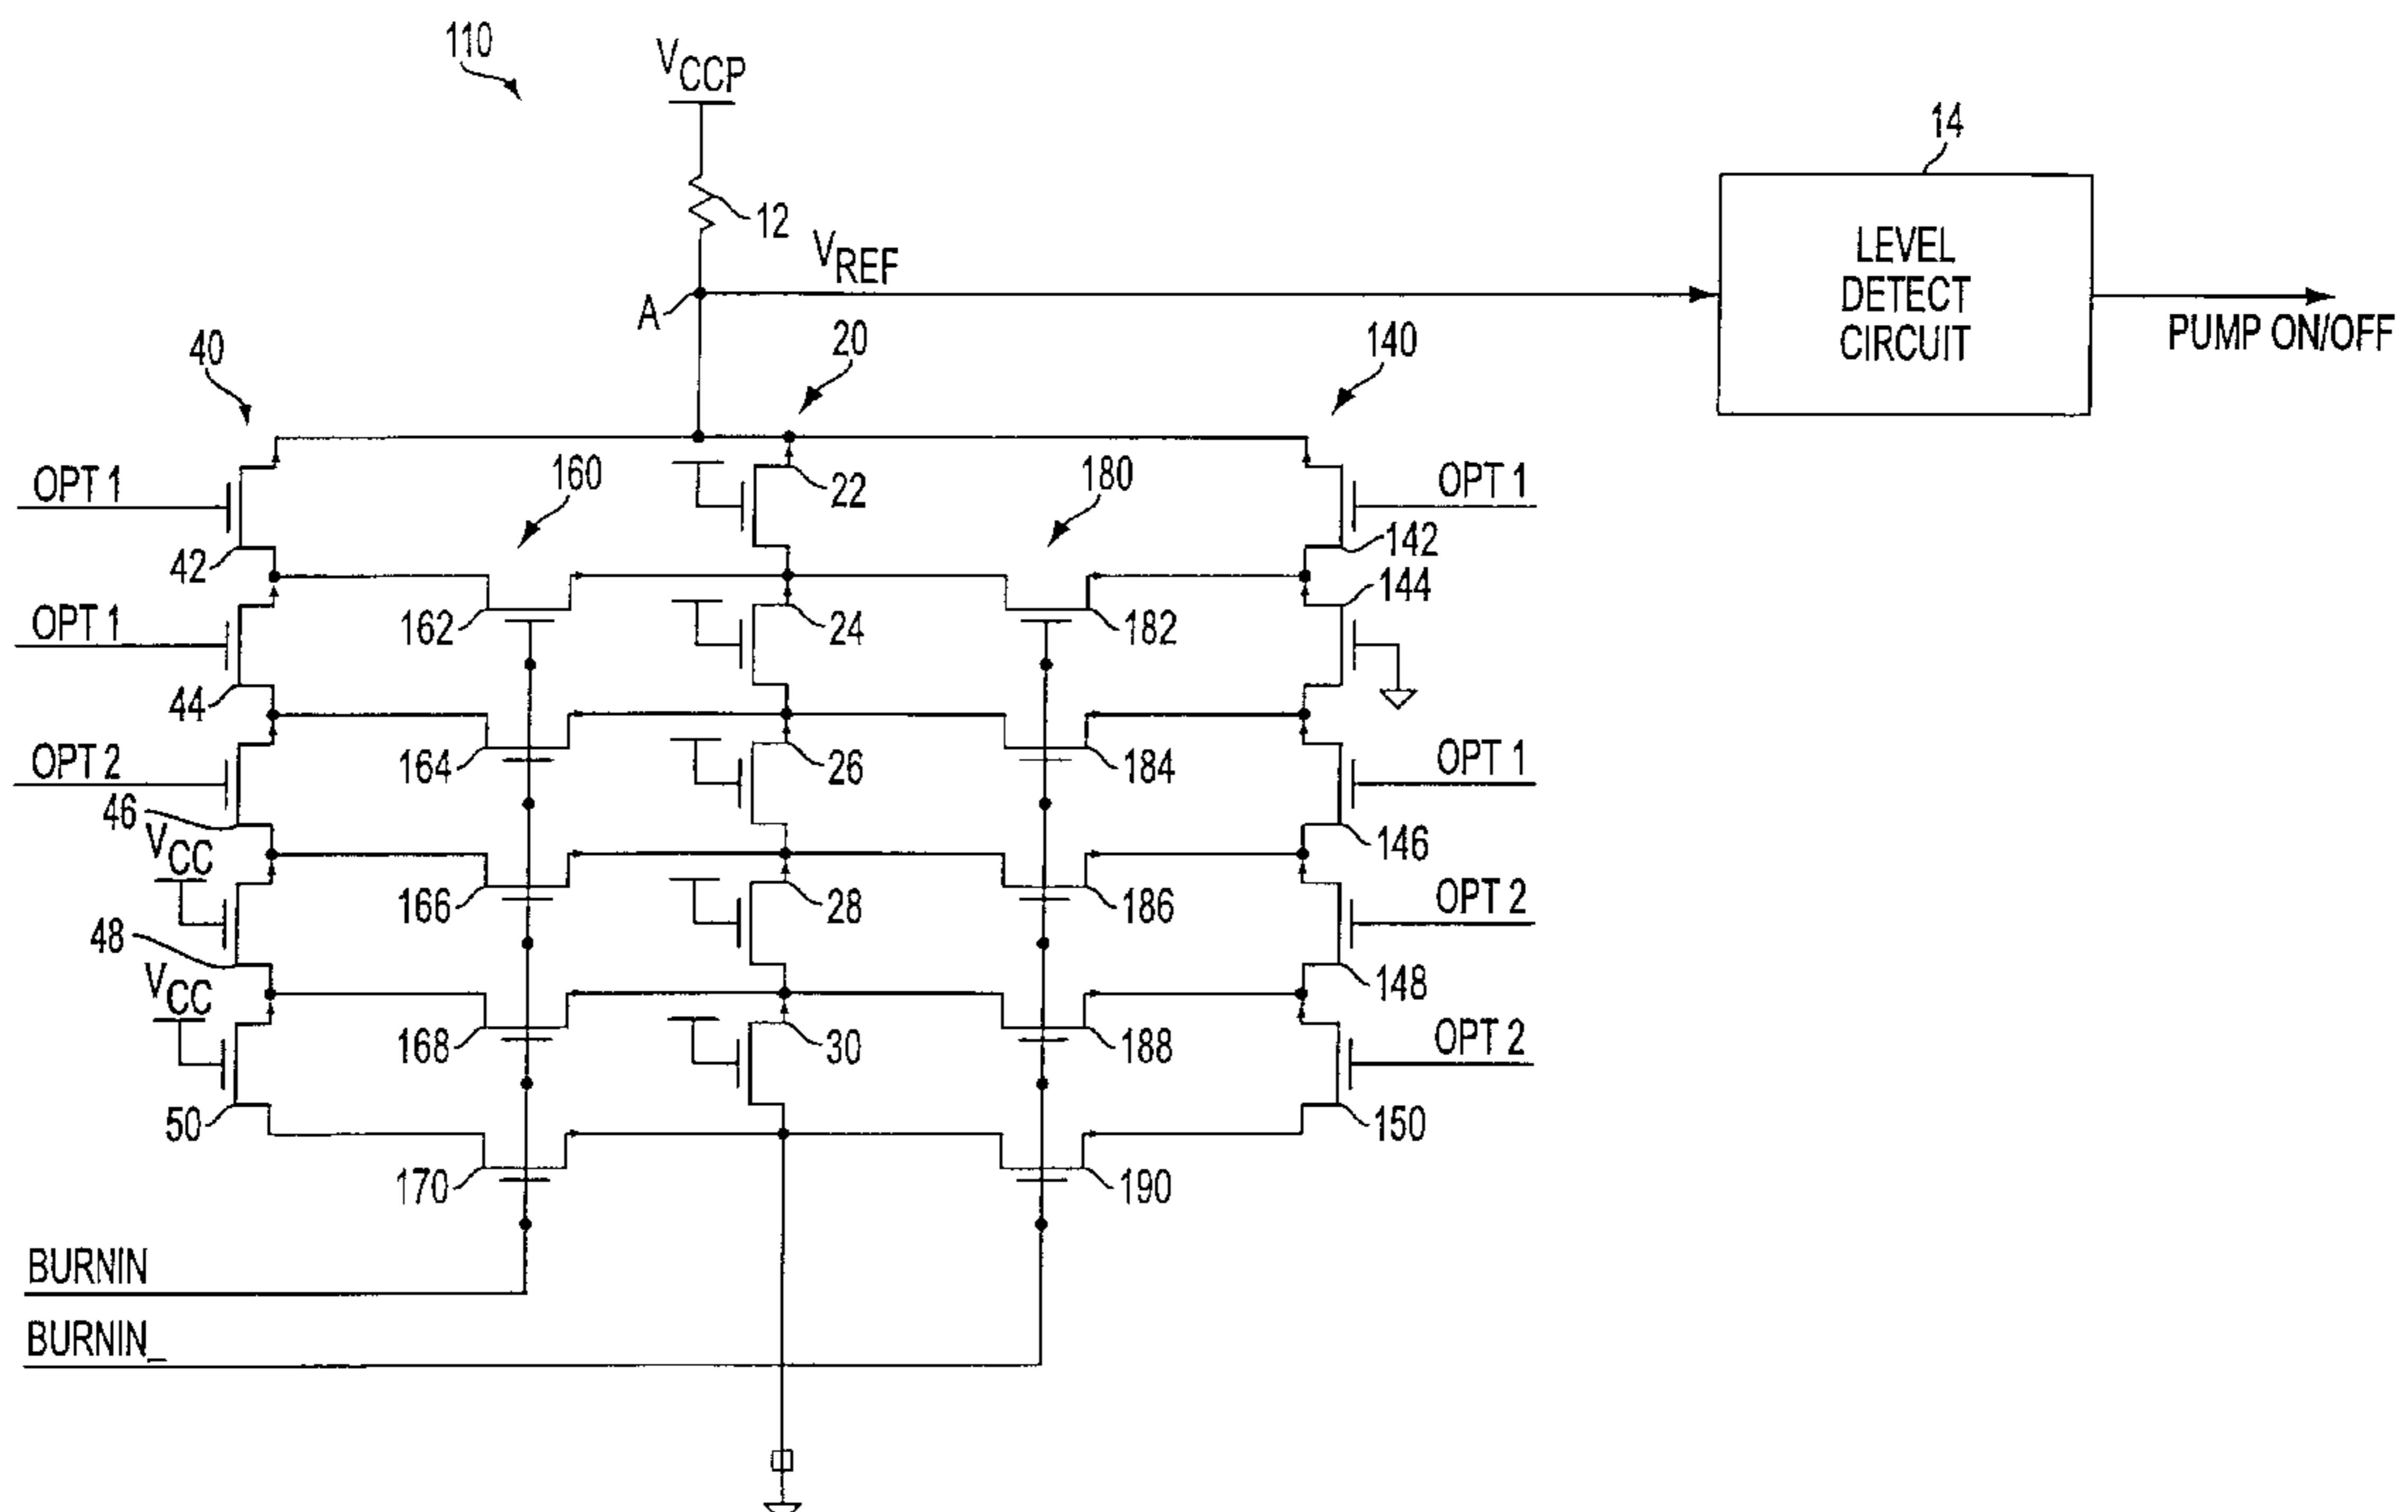 110
VCCP
14
12
VREF
LEVEL
DETECT
CIRCUIT
A
PUMP ON/OFF
40
20
140
OPT 1
160
22
180
OPT 1
42
142
144
OPT 1
162
24
182
44
OPT 2
164
26
184
OPT 1
46
VCC
146
166
28
186
OPT 2
48
VCC
148
168
30
188
OPT 2
50
150
170
190
BURNIN
BURNIN_